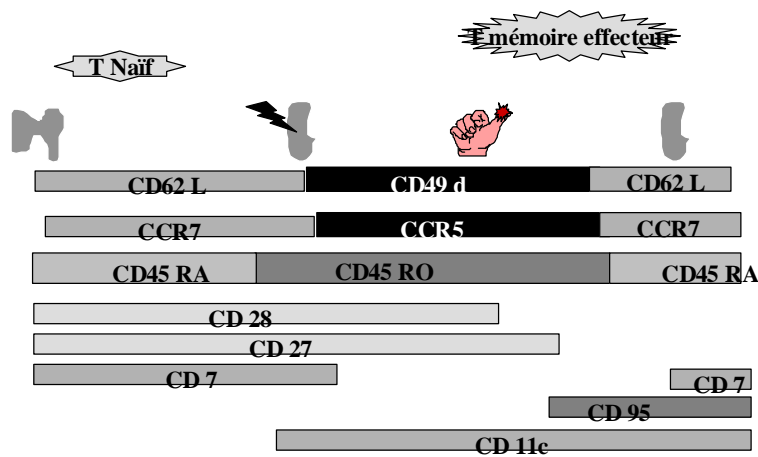 T Naïf
T mémoire effecteur
CD62 L CD49 d CD62 L
CCR7 CCR5 CCR7
CD45 RA CD45 RO CD45 RA
CD 28
CD 27
CD 7 CD 7
CD 95
CD 11c